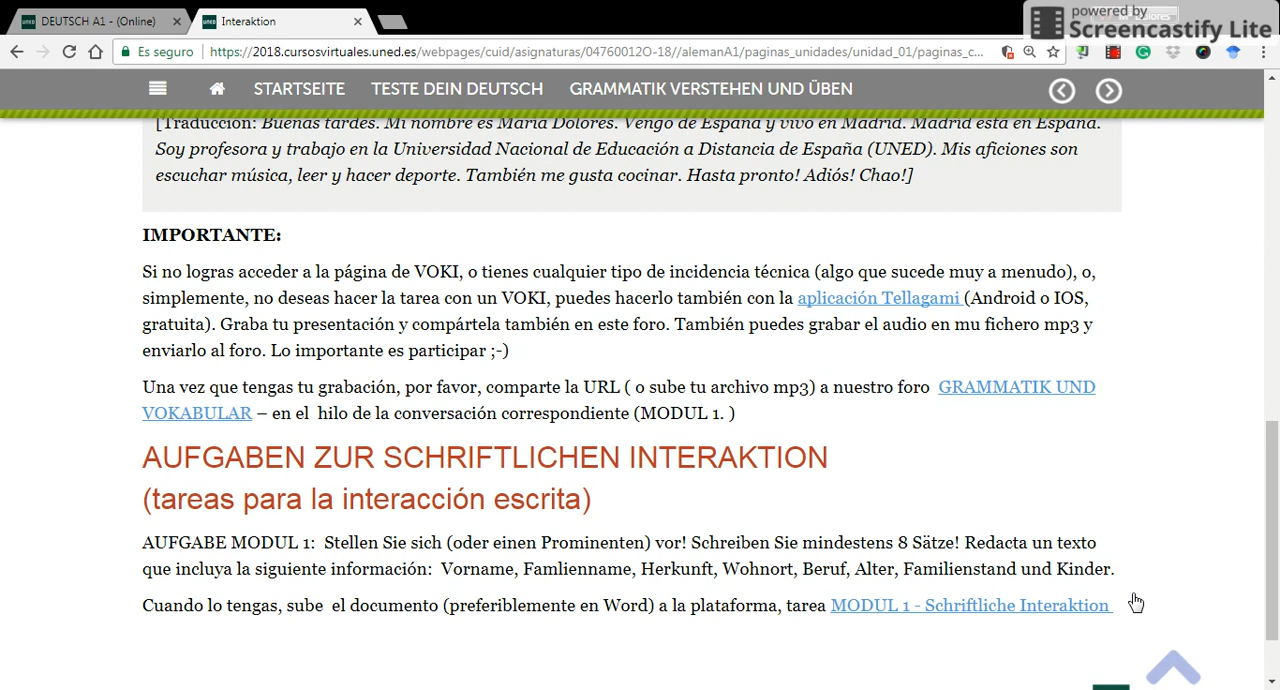 DEUTSCH A1 - (Online)
Interaktion
powered by
Screencastify Lite
Es seguro
https://2018.cursosvirtuales.uned.es/webpages/cuid/asignaturas/04760012O-18//alemanA1/paginas_unidades/unidad_01/paginas_c...
STARTSEITE
TESTE DEIN DEUTSCH
GRAMMATIK VERSTEHEN UND ÜBEN
[Traducción: Buenas tardes. Mi nombre es María Dolores. Vengo de España y vivo en Madrid. Madrid está en España.
Soy profesora y trabajo en la Universidad Nacional de Educación a Distancia de España (UNED). Mis aficiones son
escuchar música, leer y hacer deporte. También me gusta cocinar. Hasta pronto! Adiós! Chao!]
IMPORTANTE:
Si no logras acceder a la página de VOKI, o tienes cualquier tipo de incidencia técnica (algo que sucede muy a menudo), o,
simplemente, no deseas hacer la tarea con un VOKI, puedes hacerlo también con la aplicación Tellagami (Android o IOS,
gratuita). Graba tu presentación y compártela también en este foro. También puedes grabar el audio en mu fichero mp3 y
enviarlo al foro. Lo importante es participar ;-)
Una vez que tengas tu grabación, por favor, comparte la URL ( o sube tu archivo mp3) a nuestro foro GRAMMATIK UND
VOKABULAR – en el hilo de la conversación correspondiente (MODUL 1. )
AUFGABEN ZUR SCHRIFTLICHEN INTERAKTION
(tareas para la interacción escrita)
AUFGABE MODUL 1: Stellen Sie sich (oder einen Prominenten) vor! Schreiben Sie mindestens 8 Sätze! Redacta un texto
que incluya la siguiente información: Vorname, Famlienname, Herkunft, Wohnort, Beruf, Alter, Familienstand und Kinder.
Cuando lo tengas, sube el documento (preferiblemente en Word) a la plataforma, tarea MODUL 1 - Schriftliche Interaktion